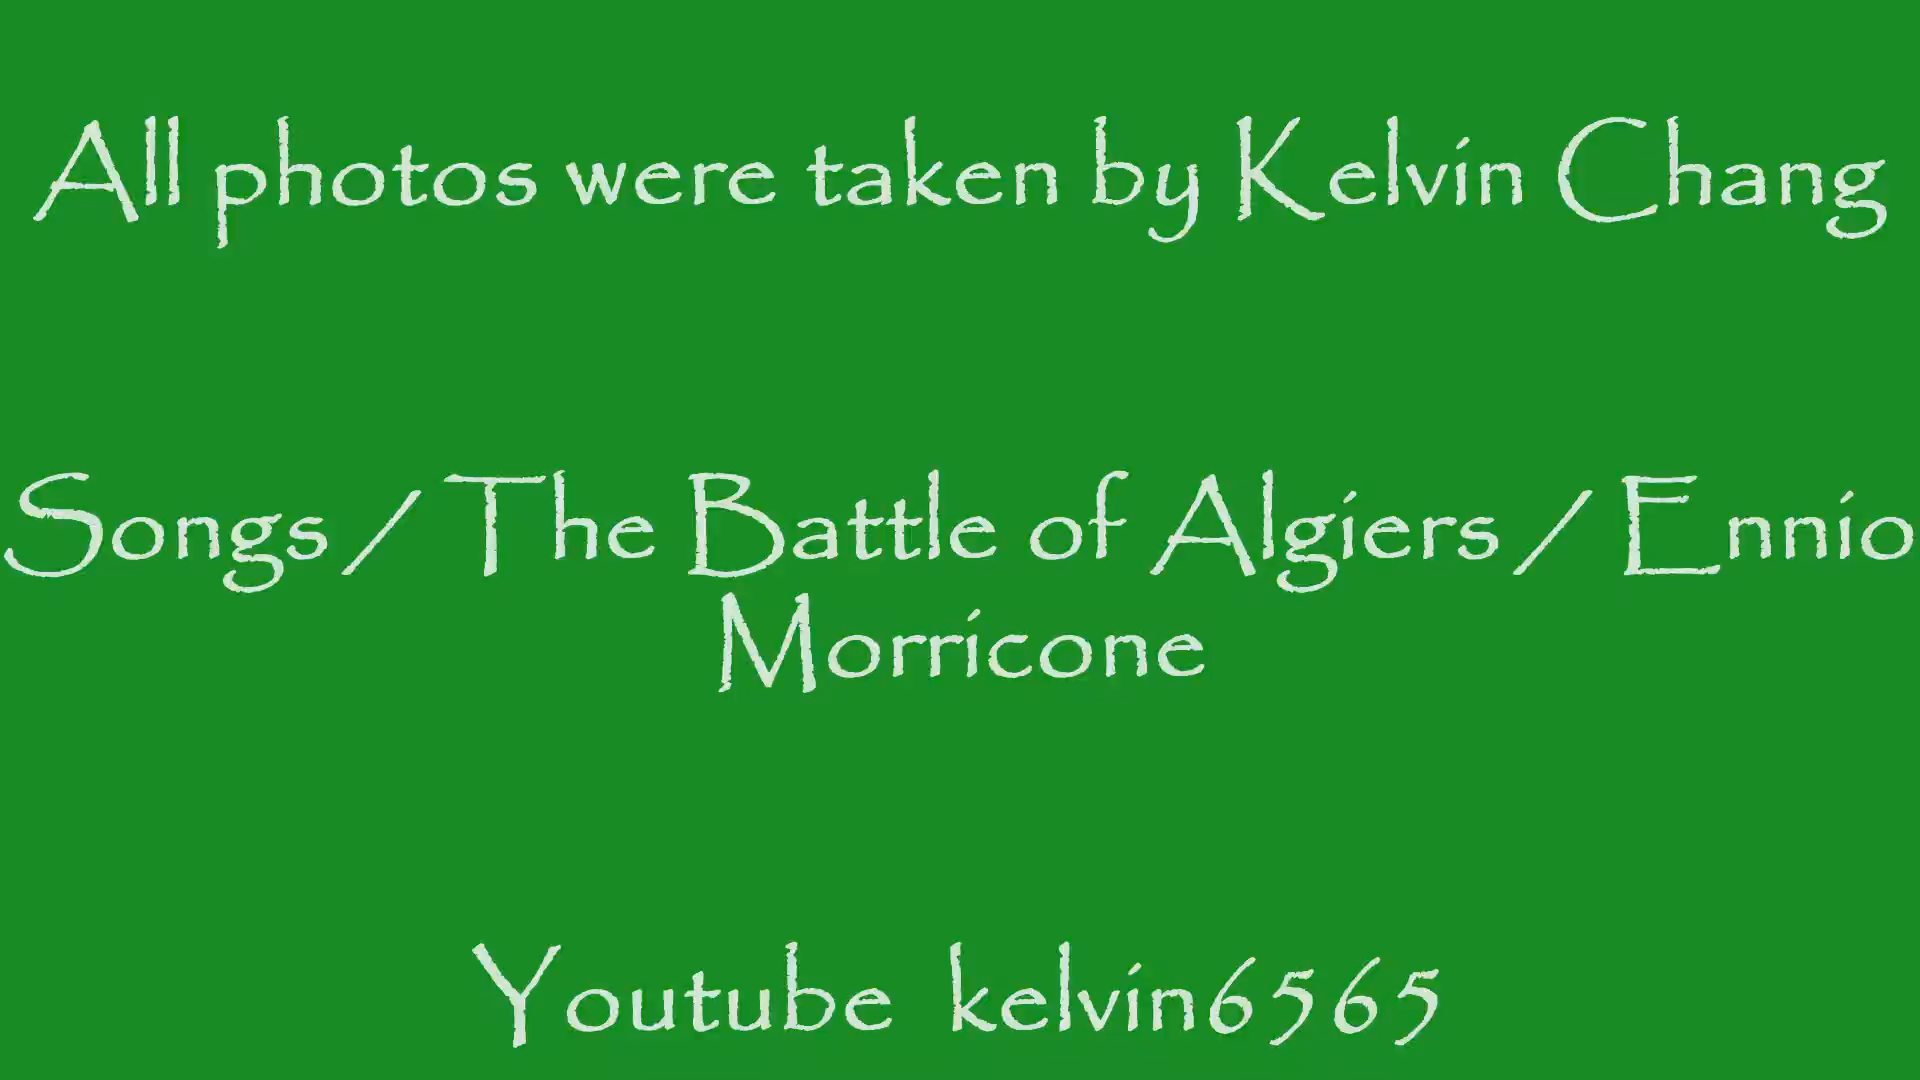 All photos were taken by Kelvin Chang
Songs / The Battle of Algiers / Ennio
Morricone
Youtube kelvin6565